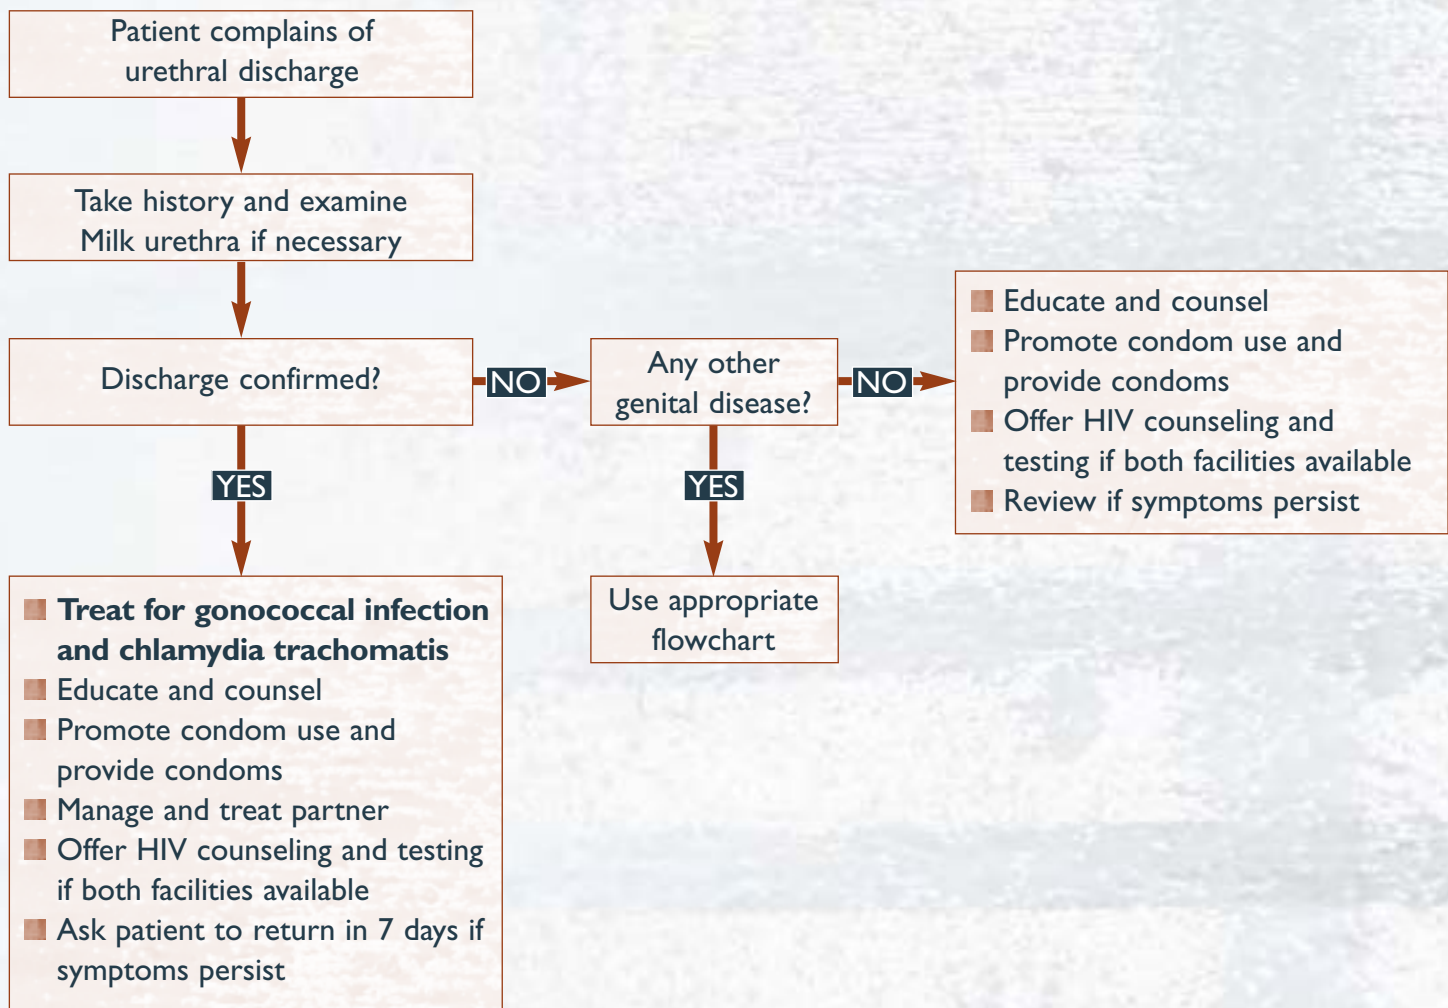 Patient complains of
urethral discharge
Take history and examine
Milk urethra if necessary
Discharge confirmed?
NO
Any other
genital disease?
NO
Educate and counsel
Promote condom use and
provide condoms
Offer HIV counseling and
testing if both facilities available
Review if symptoms persist
YES
YES
Treat for gonococcal infection
and chlamydia trachomatis
Educate and counsel
Promote condom use and
provide condoms
Manage and treat partner
Offer HIV counseling and testing
if both facilities available
Ask patient to return in 7 days if
symptoms persist
Use appropriate
flowchart